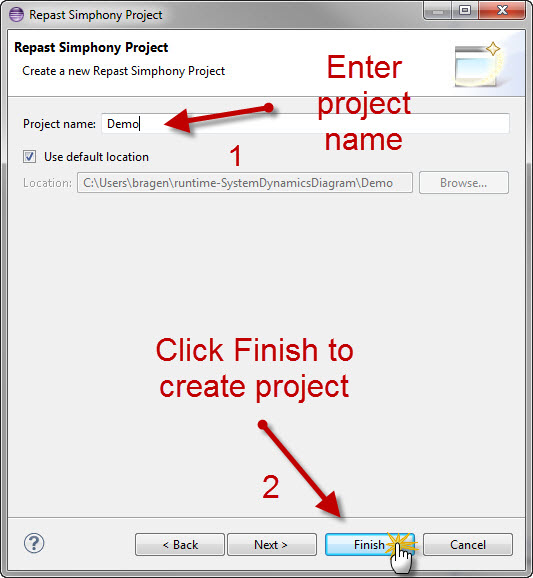 Repast Simphony Project
Repast Simphony Project
Create a new Repast Simphony Project
Enter
project
name
Project name: Demo
1
Use default location
Location: C:\Users\bragen\runtime-SystemDynamicsDiagram\Demo Browse...
Click Finish to
create project
2
? < Back Next > Finish Cancel